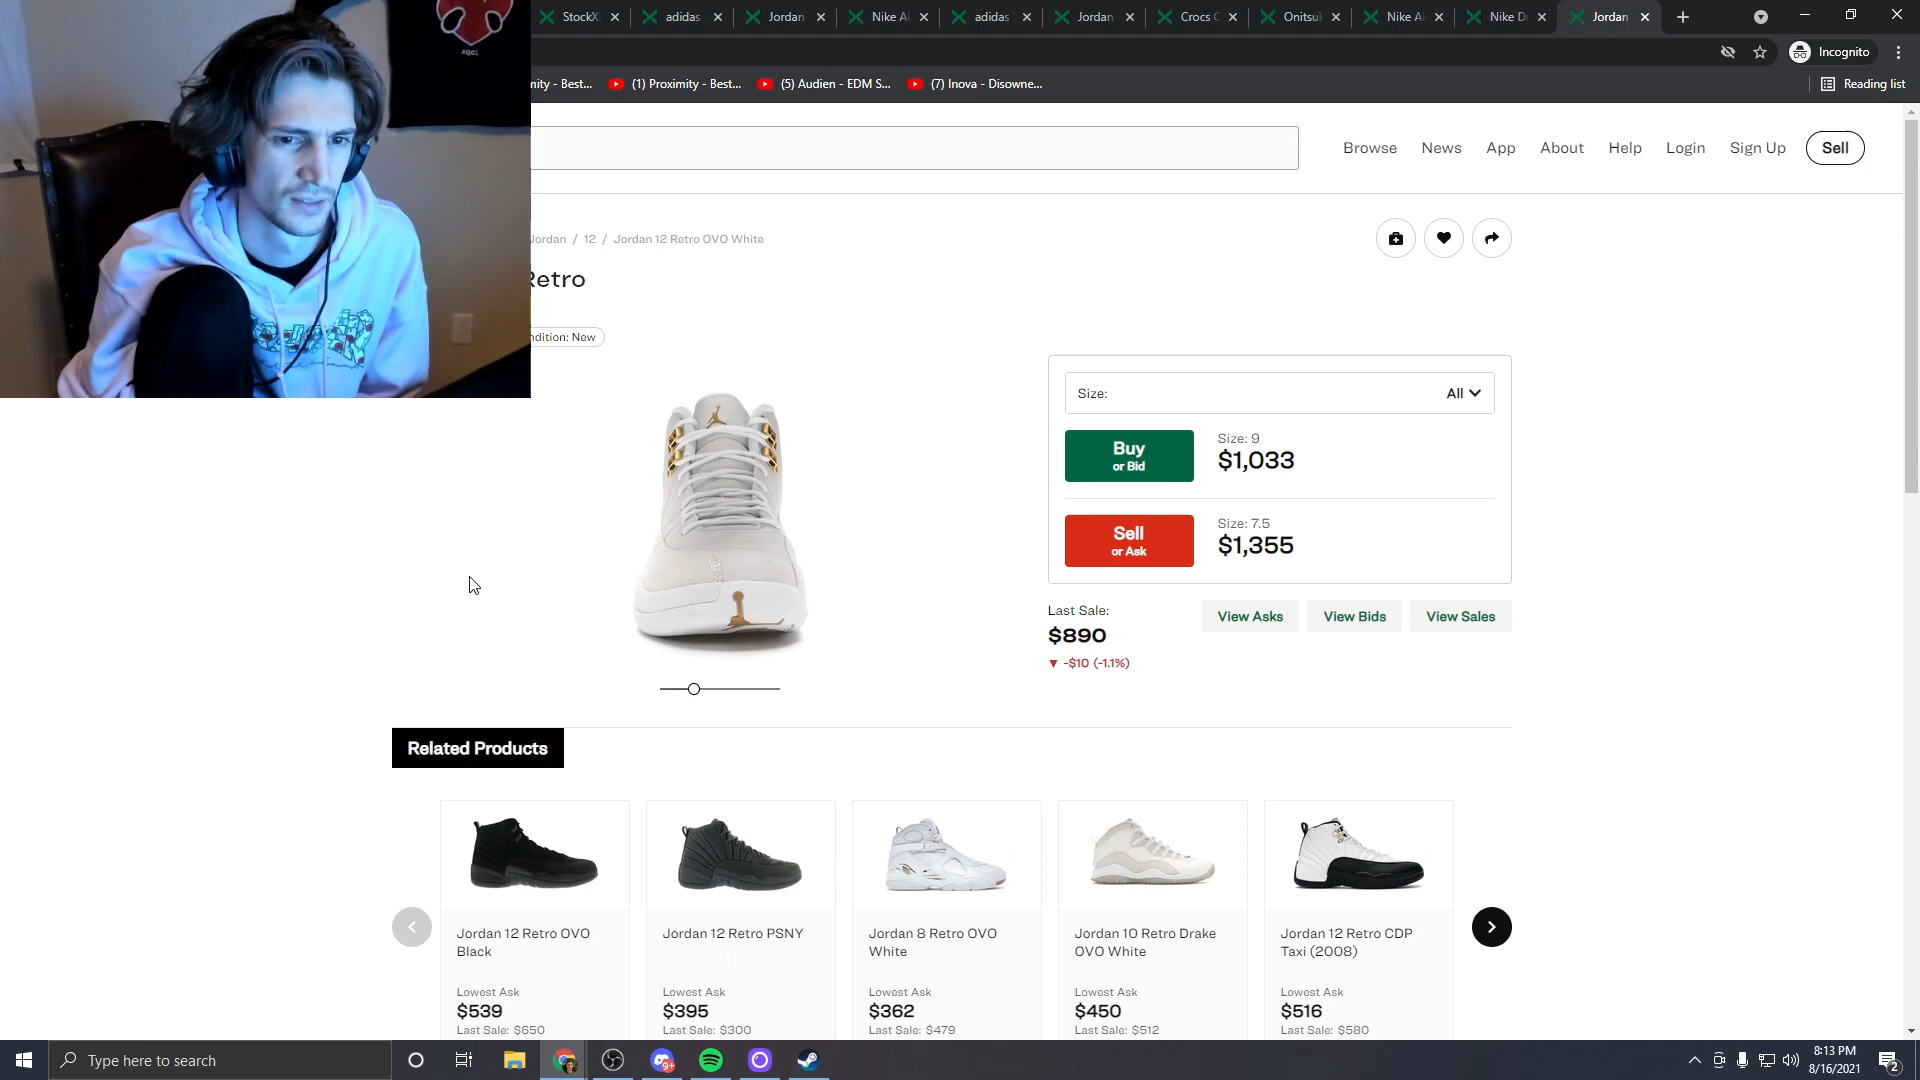 StockX adidas Jordan Nike Ai adidas Jordan Crocs C Onitsu Nike Ai Nike D Jordan
Incognito
mity - Best... (1) Proximity - Best... (5) Audien - EDM S... (7) Inova - Disowne... Reading list
Browse News App About Help Login Sign Up Sell
Jordan / 12 / Jordan 12 Retro OVO White
Retro
ndition: New
Size: All
Buy
or Bid
Size: 9
$1,033
Sell
or Ask
Size: 7.5
$1,355
Last Sale:
$890
▼ -$10 (-1.1%)
View Asks View Bids View Sales
Related Products
Jordan 12 Retro OVO
Black
Lowest Ask
$539
Last Sale: $650
Jordan 12 Retro PSNY
Lowest Ask
$395
Last Sale: $300
Jordan 8 Retro OVO
White
Lowest Ask
$362
Last Sale: $479
Jordan 10 Retro Drake
OVO White
Lowest Ask
$450
Last Sale: $512
Jordan 12 Retro CDP
Taxi (2008)
Lowest Ask
$516
Last Sale: $580
Type here to search
9+
8:13 PM
8/16/2021
2